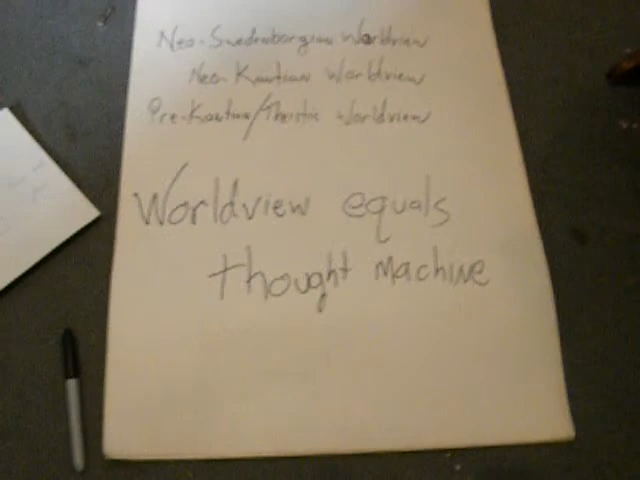 Neo-Swedenborgian Worldview
Neo-Kantian Worldview
Pre-Kantian/Theistic Worldview
Worldview equals
thought machine